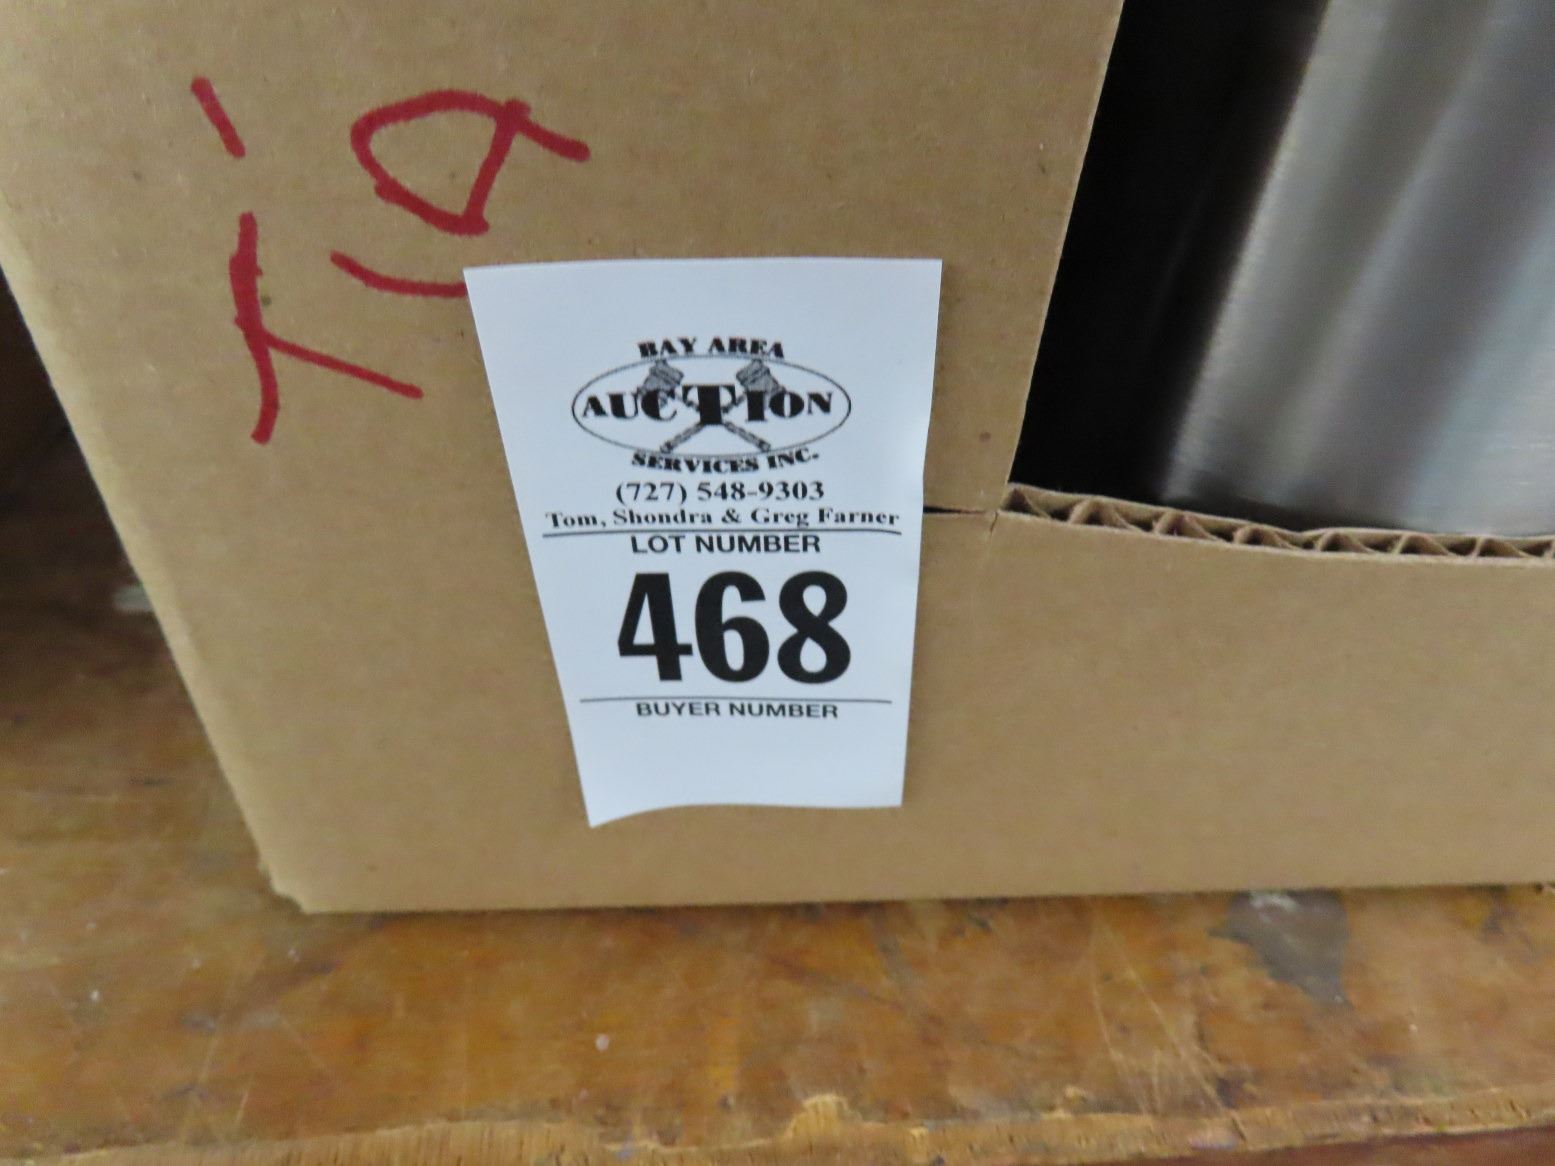 BAY AREA
AUCTION
SERVICES INC.
(727) 548-9303
Tom, Shondra & Greg Farner
LOT NUMBER
468
BUYER NUMBER